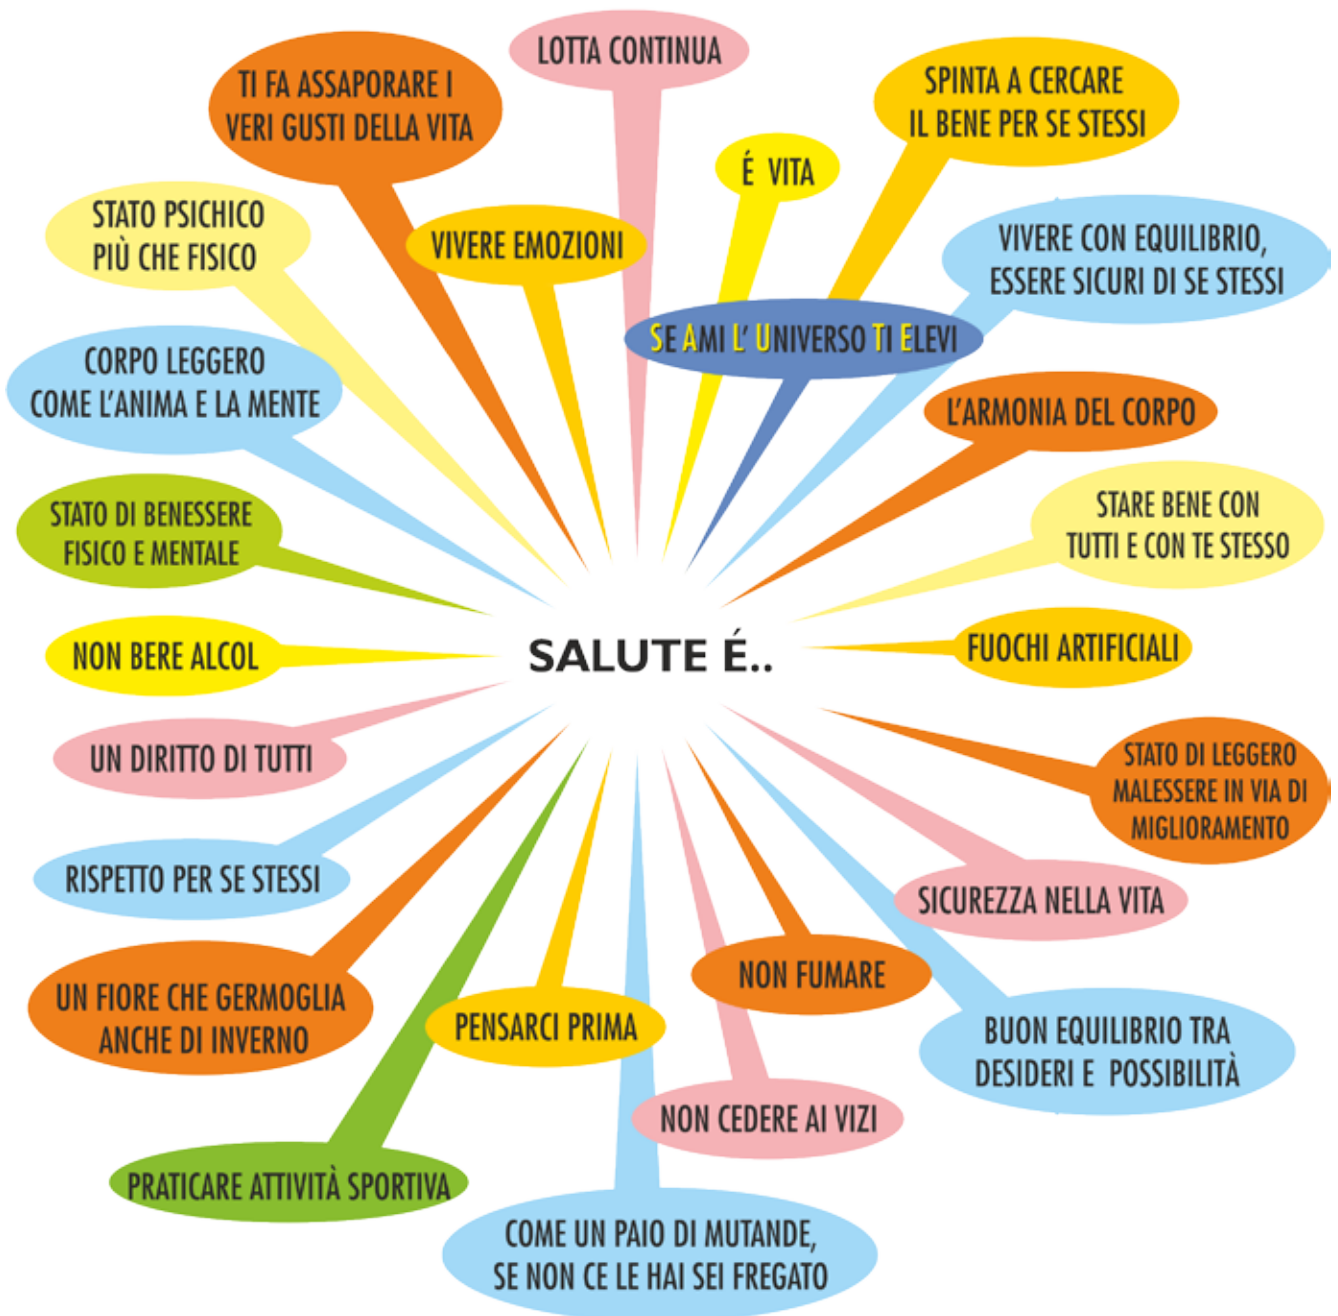 LOTTA CONTINUA
TI FA ASSAPORARE I
VERI GUSTI DELLA VITA
SPINTA A CERCARE
IL BENE PER SE STESSI
É VITA
STATO PSICHICO
PIÙ CHE FISICO
VIVERE EMOZIONI
VIVERE CON EQUILIBRIO,
ESSERE SICURI DI SE STESSI
SE AMI L' UNIVERSO TI ELEVI
CORPO LEGGERO
COME L'ANIMA E LA MENTE
L'ARMONIA DEL CORPO
STATO DI BENESSERE
FISICO E MENTALE
STARE BENE CON
TUTTI E CON TE STESSO
NON BERE ALCOL
SALUTE É..
FUOCHI ARTIFICIALI
UN DIRITTO DI TUTTI
STATO DI LEGGERO
MALESSERE IN VIA DI
MIGLIORAMENTO
RISPETTO PER SE STESSI
SICUREZZA NELLA VITA
UN FIORE CHE GERMOGLIA
ANCHE DI INVERNO
PENSARCI PRIMA
NON FUMARE
BUON EQUILIBRIO TRA
DESIDERI E POSSIBILITÀ
NON CEDERE AI VIZI
PRATICARE ATTIVITÀ SPORTIVA
COME UN PAIO DI MUTANDE,
SE NON CE LE HAI SEI FREGATO